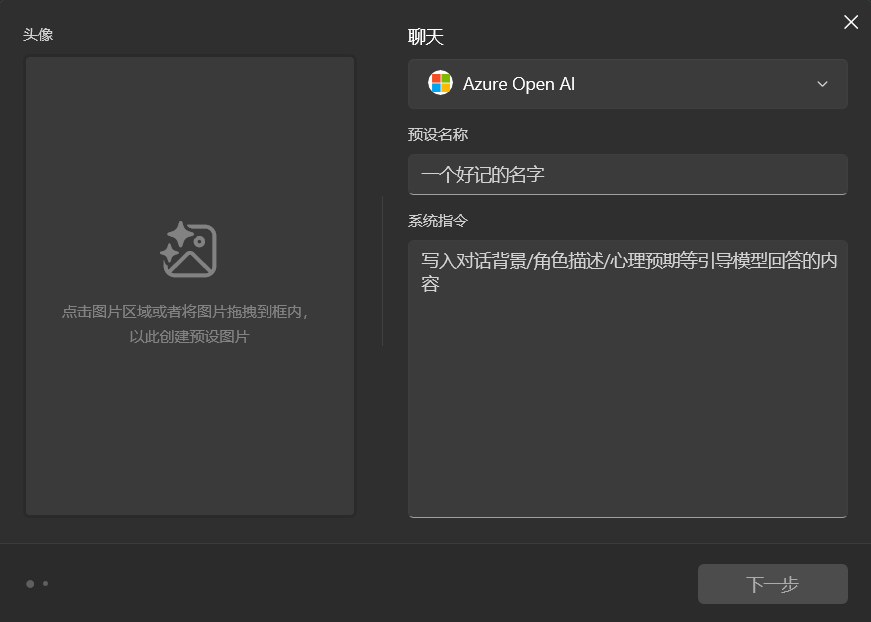 头像
点击图片区域或者将图片拖拽到框内，
以此创建预设图片
聊天
Azure Open AI
预设名称
一个好记的名字
系统指令
写入对话背景/角色描述/心理预期等引导模型回答的内
容
下一步